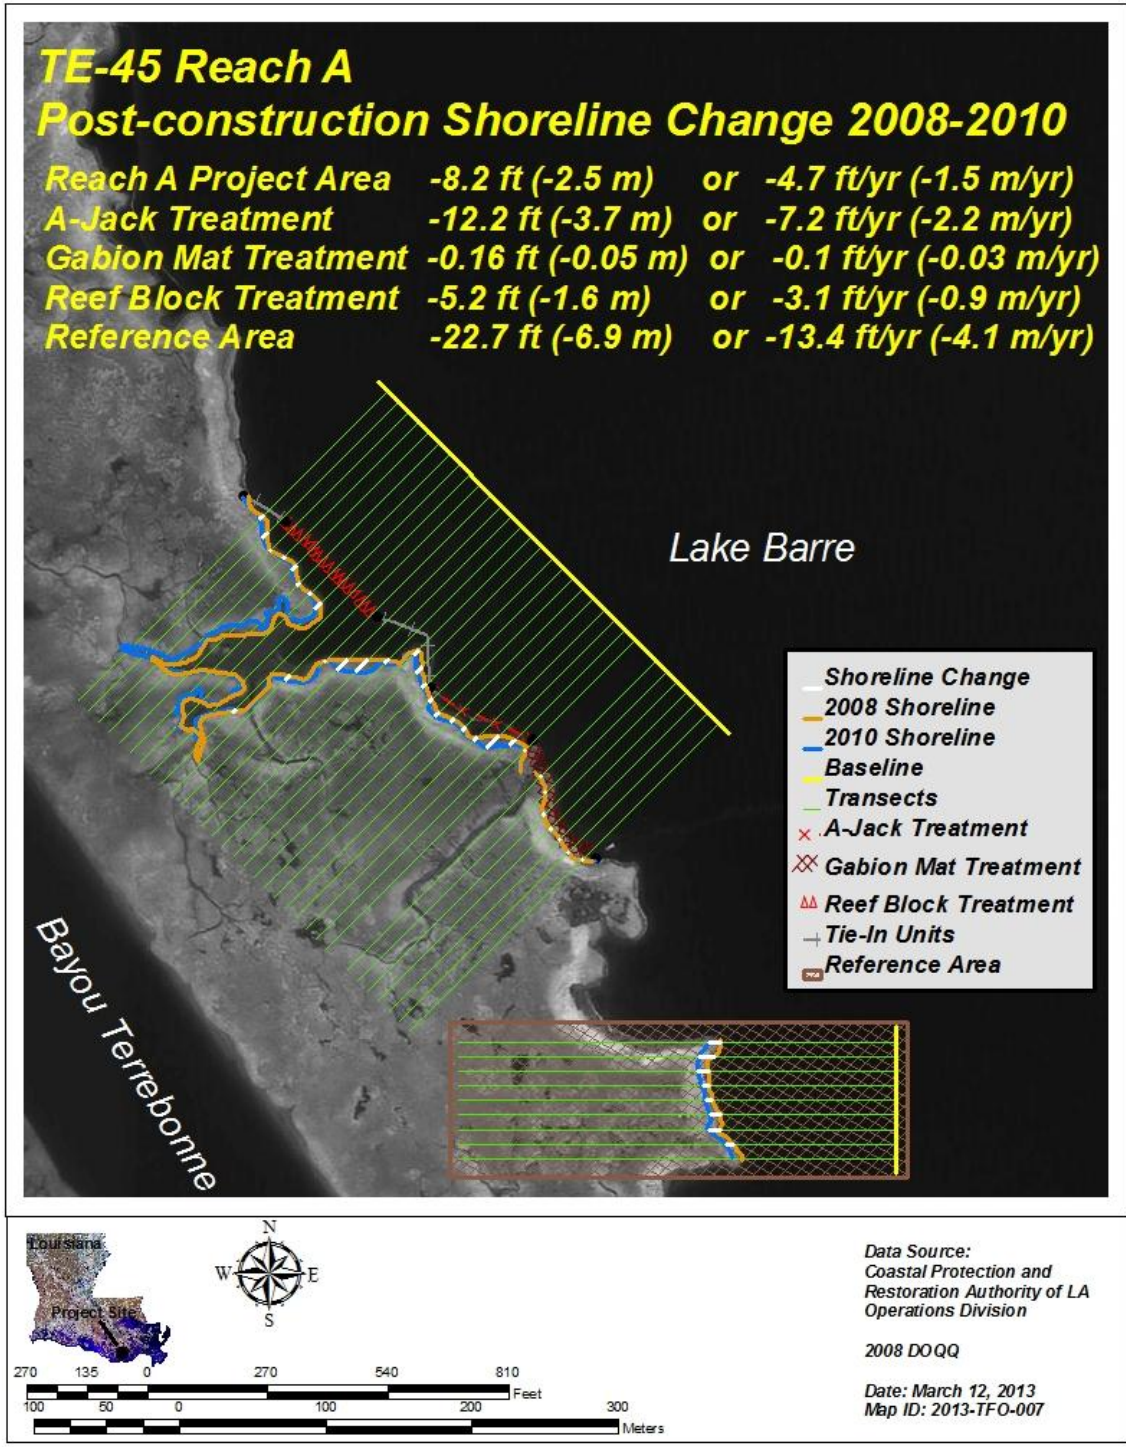 TE-45 Reach A
Post-construction Shoreline Change 2008-2010
Reach A Project Area -8.2 ft (-2.5 m) or -4.7 ft/yr (-1.5 m/yr)
A-Jack Treatment -12.2 ft (-3.7 m) or -7.2 ft/yr (-2.2 m/yr)
Gabion Mat Treatment -0.16 ft (-0.05 m) or -0.1 ft/yr (-0.03 m/yr)
Reef Block Treatment -5.2 ft (-1.6 m) or -3.1 ft/yr (-0.9 m/yr)
Reference Area -22.7 ft (-6.9 m) or -13.4 ft/yr (-4.1 m/yr)
Lake Barre
Shoreline Change
2008 Shoreline
2010 Shoreline
Baseline
Transects
A-Jack Treatment
Gabion Mat Treatment
Reef Block Treatment
Tie-In Units
Reference Area
Bayou Terrebonne
Louisiana
Project Site
N
W E
S
270 135 0 270 540 810
Feet
100 50 0 100 200 300
Meters
Data Source:
Coastal Protection and
Restoration Authority of LA
Operations Division
2008 DOQQ
Date: March 12, 2013
Map ID: 2013-TFO-007